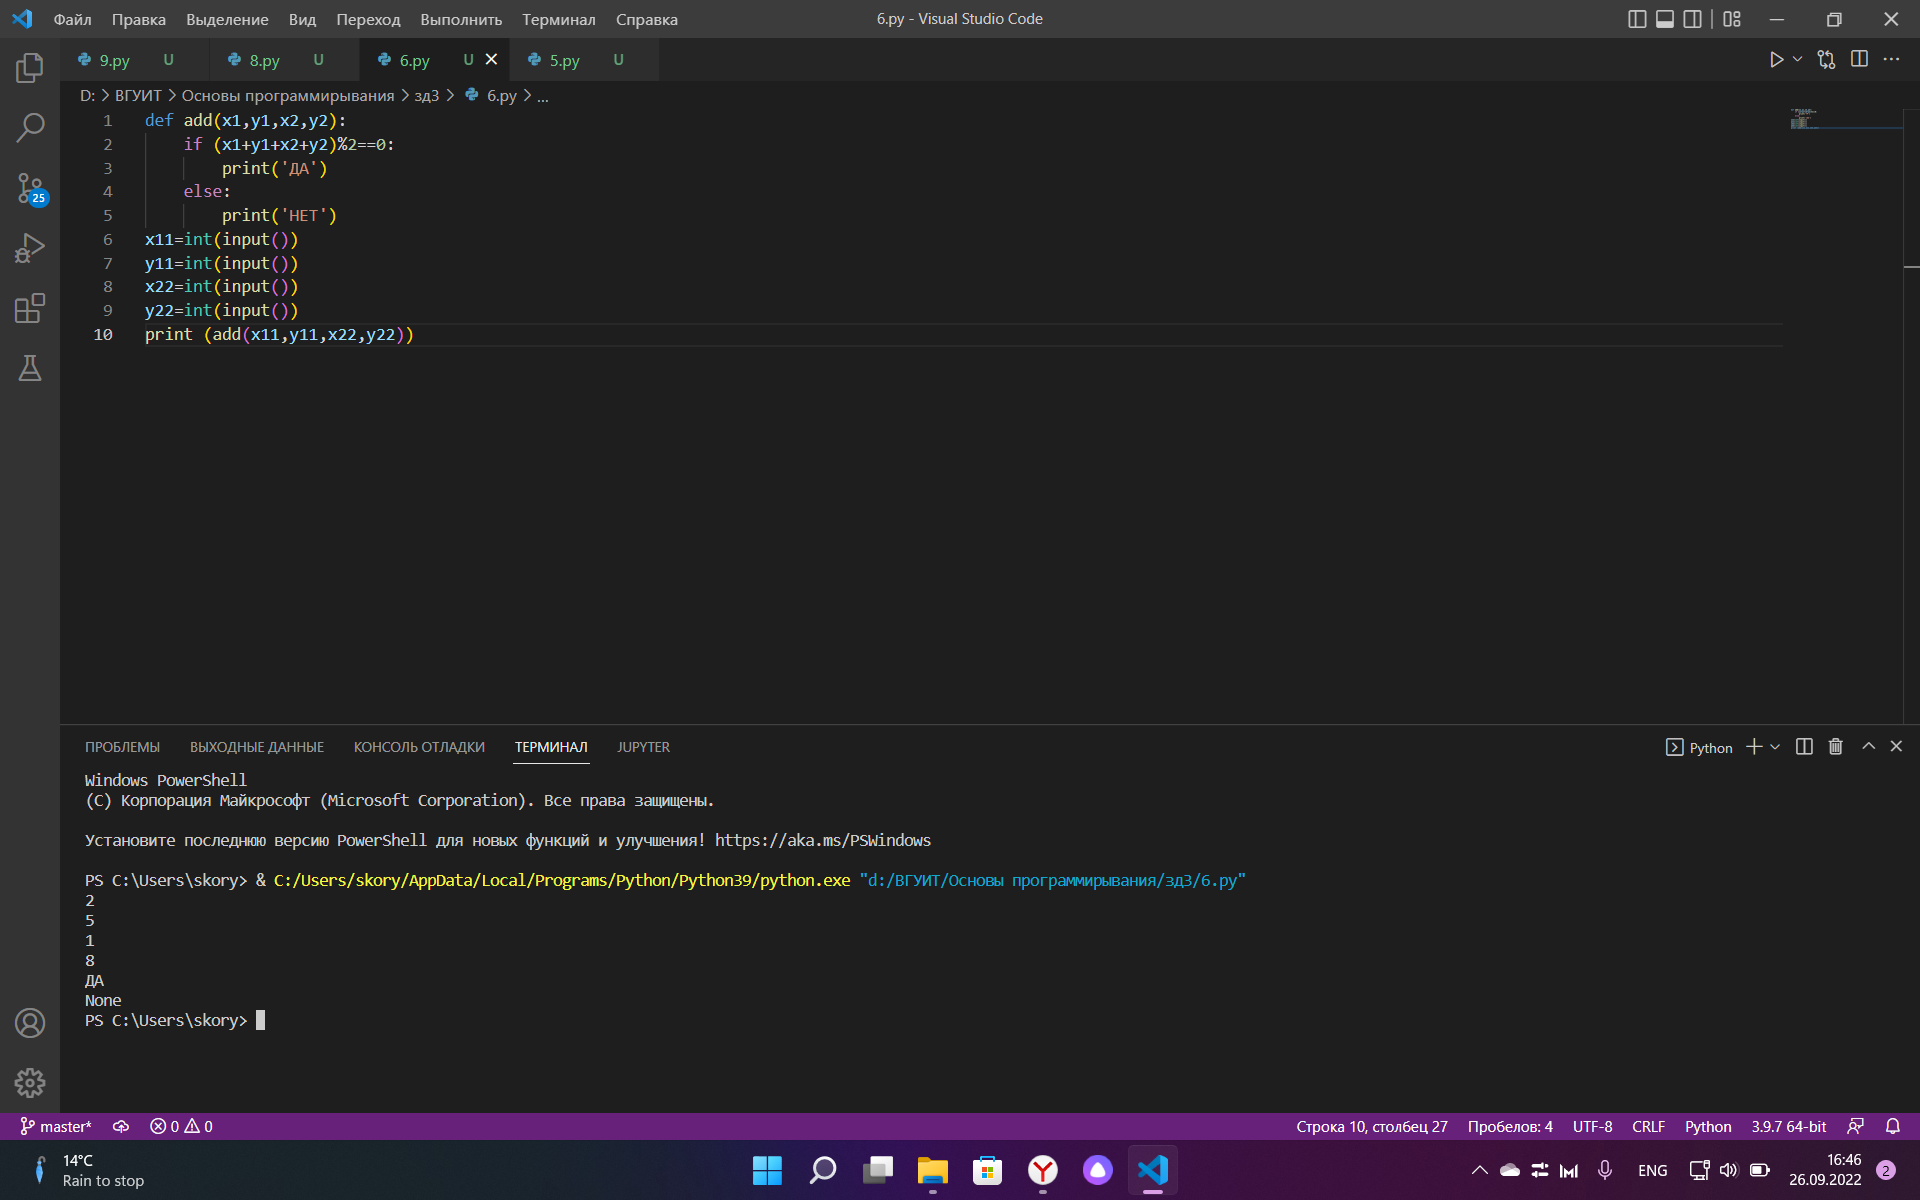 Файл Правка Выделение Вид Переход Выполнить Терминал Справка 6.py - Visual Studio Code
9.py U 8.py U 6.py U 5.py U
D: > ВГУИТ > Основы программирывания > зд3 > 6.py > ...
1 def add(x1,y1,x2,y2):
2 if (x1+y1+x2+y2)%2==0:
3 print('ДА')
4 else:
5 print('НЕТ')
6 x11=int(input())
7 y11=int(input())
8 x22=int(input())
9 y22=int(input())
10 print (add(x11,y11,x22,y22))
25
ПРОБЛЕМЫ ВЫХОДНЫЕ ДАННЫЕ КОНСОЛЬ ОТЛАДКИ ТЕРМИНАЛ JUPYTER Python
Windows PowerShell
(C) Корпорация Майкрософт (Microsoft Corporation). Все права защищены.
Установите последнюю версию PowerShell для новых функций и улучшения! https://aka.ms/PSWindows
PS C:\Users\skory> & C:/Users/skory/AppData/Local/Programs/Python/Python39/python.exe "d:/ВГУИТ/Основы программирывания/зд3/6.py"
2
5
1
8
ДА
None
PS C:\Users\skory>
master* 0 0 Строка 10, столбец 27 Пробелов: 4 UTF-8 CRLF Python 3.9.7 64-bit
14°C
Rain to stop
ENG
16:46
26.09.2022
2